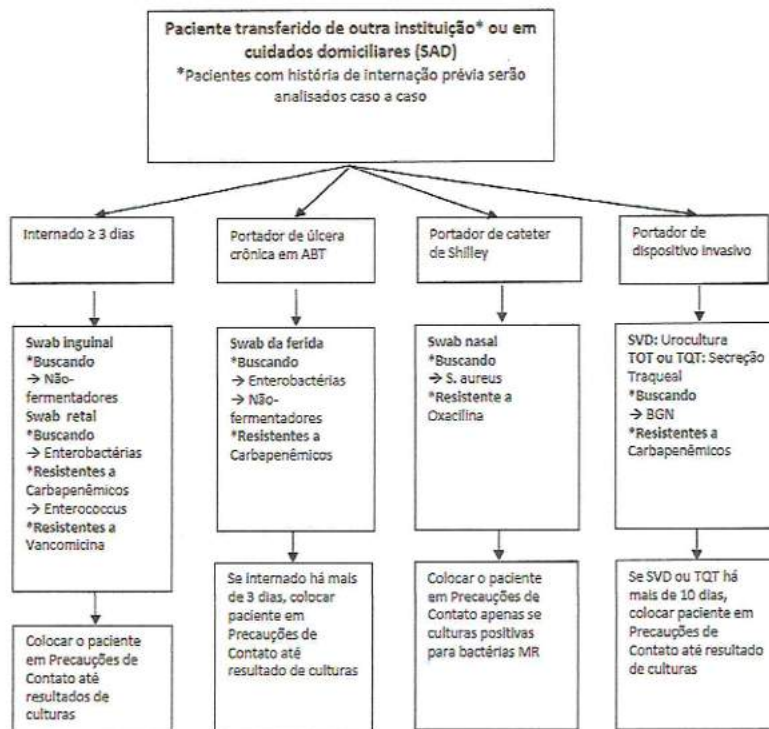 Paciente transferido de outra instituição* ou em
cuidados domiciliares (SAD)
*Pacientes com história de internação prévia serão
analisados caso a caso
Internado ≥ 3 dias
Swab inguinal
*Buscando
→ Não-
fermentadores
Swab retal
*Buscando
→ Enterobactérias
*Resistentes a
Carbapenêmicos
→ Enterococcus
*Resistentes a
Vancomicina
Colocar o paciente
em Precauções de
Contato até
resultados de
culturas
Portador de úlcera
crônica em ABT
Swab da ferida
*Buscando
→ Enterobactérias
→ Não-
fermentadores
*Resistentes a
Carbapenêmicos
Se internado há mais
de 3 dias, colocar
paciente em
Precauções de
Contato até
resultado de culturas
Portador de cateter
de Shilley
Swab nasal
*Buscando
→ S. aureus
*Resistente a
Oxacilina
Colocar o paciente
em Precauções de
Contato apenas se
culturas positivas
para bactérias MR
Portador de
dispositivo invasivo
SVD: Urocultura
TOT ou TQT: Secreção
Traqueal
*Buscando
→ BGN
*Resistentes a
Carbapenêmicos
Se SVD ou TQT há
mais de 10 dias,
colocar paciente em
Precauções de
Contato até resultado
de culturas